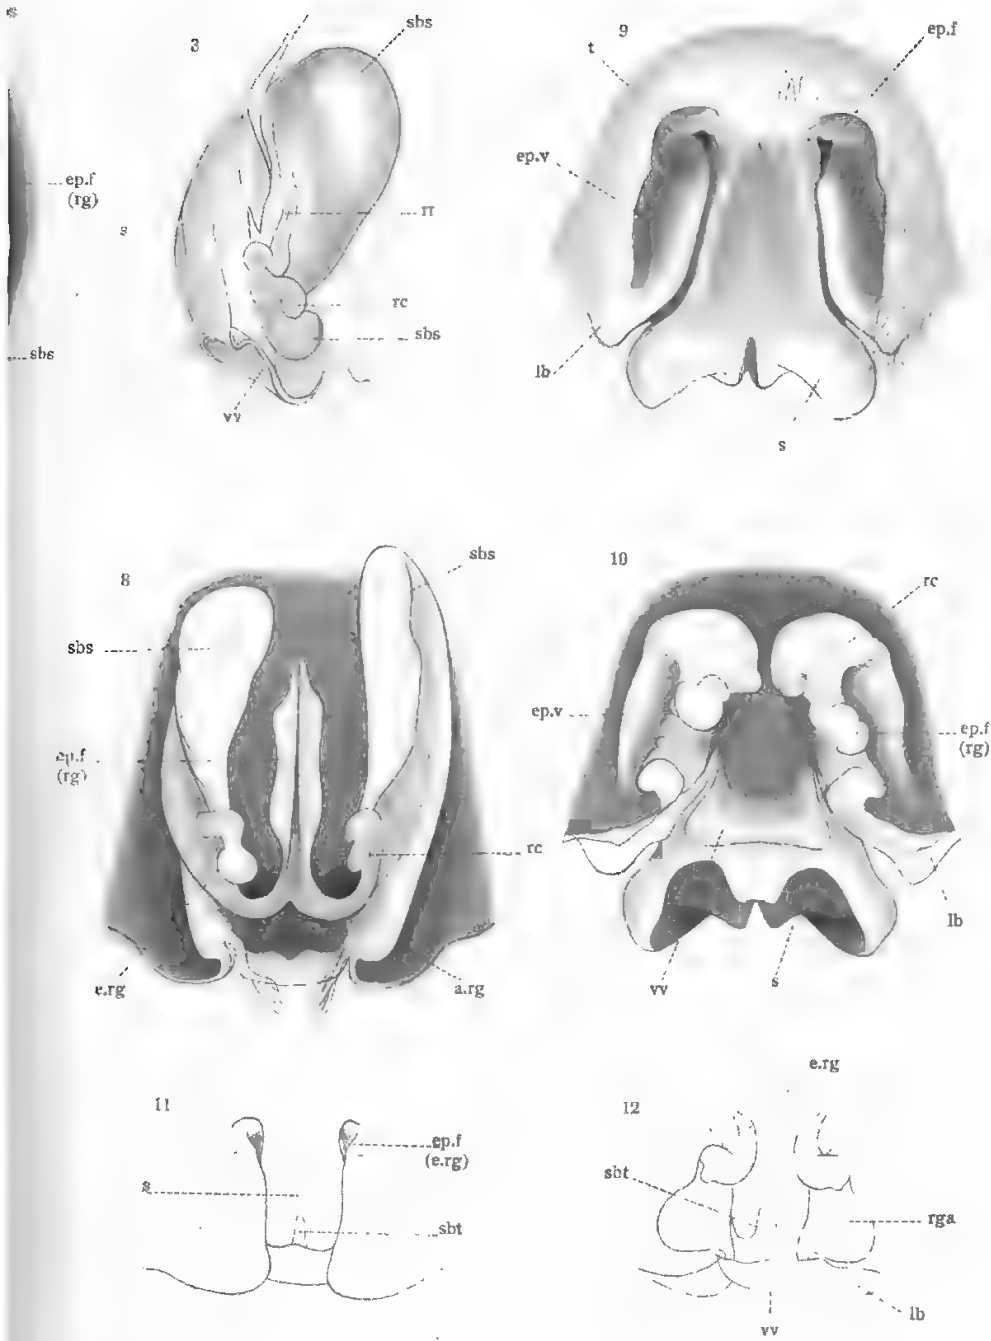 ep.f
(rg)
sbs
3
sbs
s
rr
rc
sbs
vv
9
t
ep.f
ep.v
lb
s
8
sbs
sbs
ep.f
(rg)
rc
e.rg
a.rg
10
rc
ep.v
ep.f
(rg)
lb
vv
s
11
ep.f
(e.rg)
s
sbt
12
e.rg
sbt
rga
lb
vv